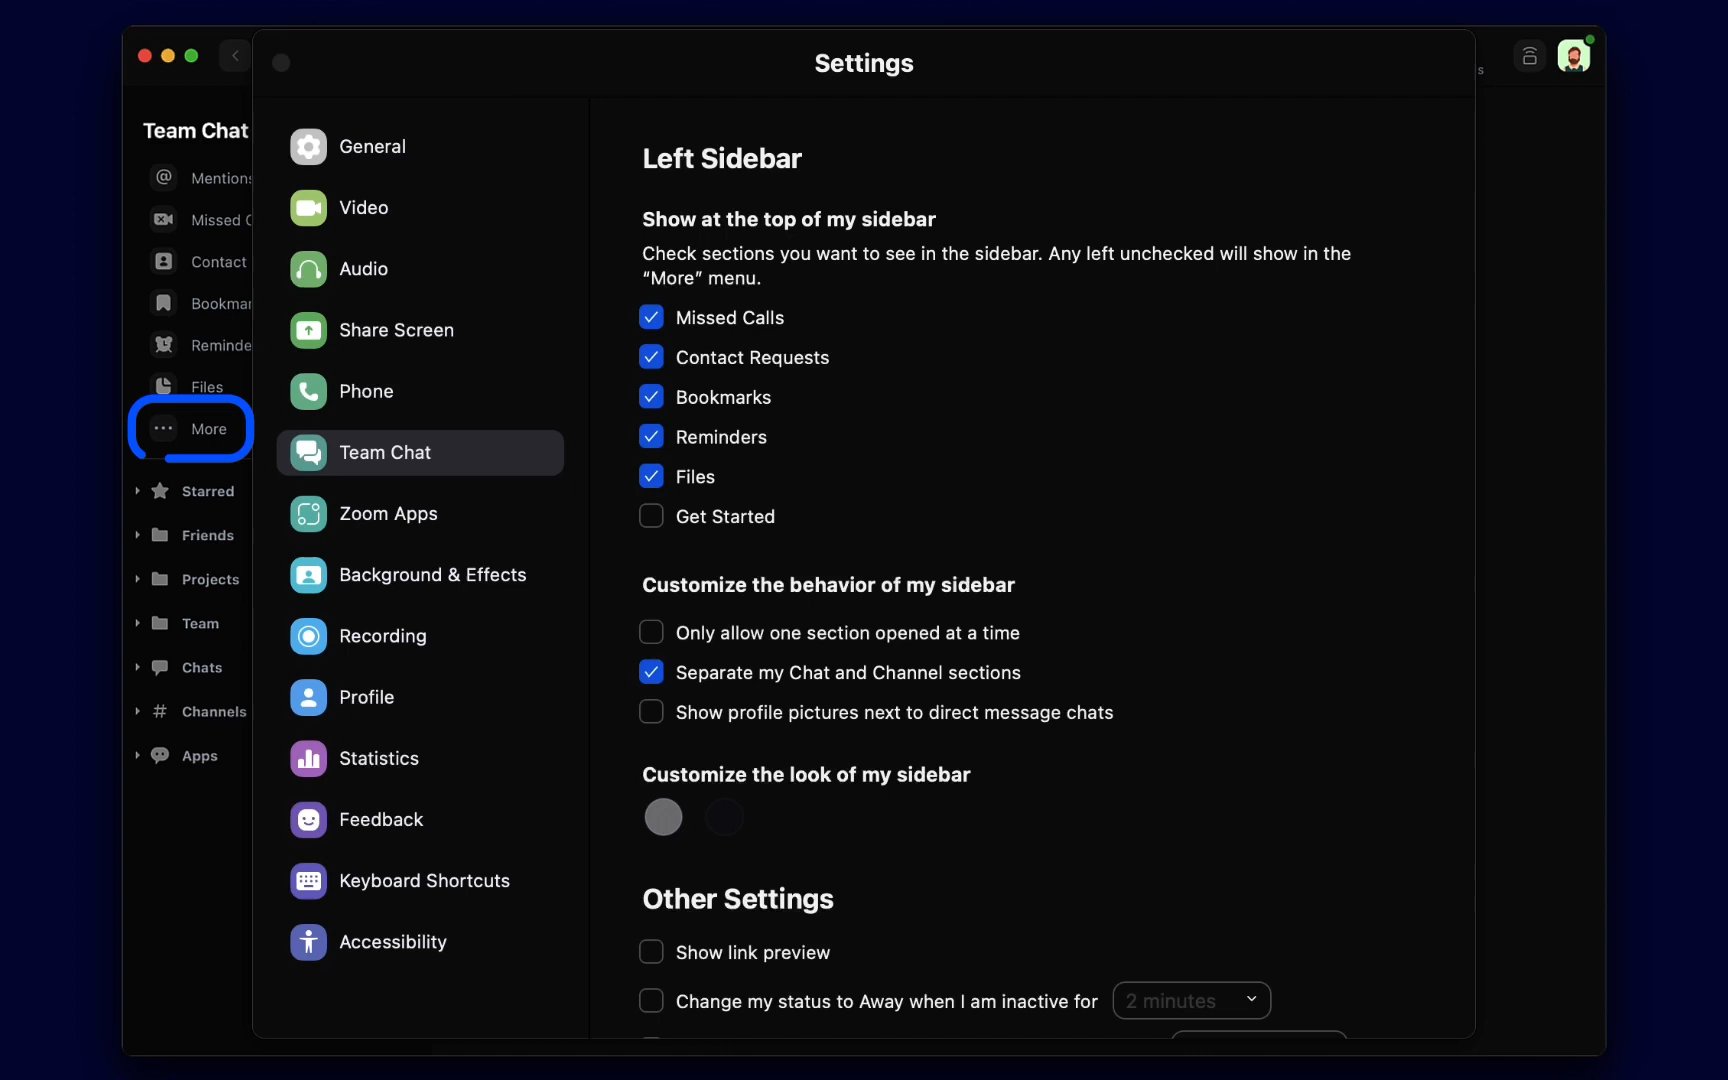 Settings
s
Team Chat
Mentions
Missed C
Contact
Bookmar
Reminde
Files
More
Starred
Friends
Projects
Team
Chats
Channels
Apps
General
Video
Audio
Share Screen
Phone
Team Chat
Zoom Apps
Background & Effects
Recording
Profile
Statistics
Feedback
Keyboard Shortcuts
Accessibility
Left Sidebar
Show at the top of my sidebar
Check sections you want to see in the sidebar. Any left unchecked will show in the
“More” menu.
Missed Calls
Contact Requests
Bookmarks
Reminders
Files
Get Started
Customize the behavior of my sidebar
Only allow one section opened at a time
Separate my Chat and Channel sections
Show profile pictures next to direct message chats
Customize the look of my sidebar
Other Settings
Show link preview
Change my status to Away when I am inactive for 2 minutes